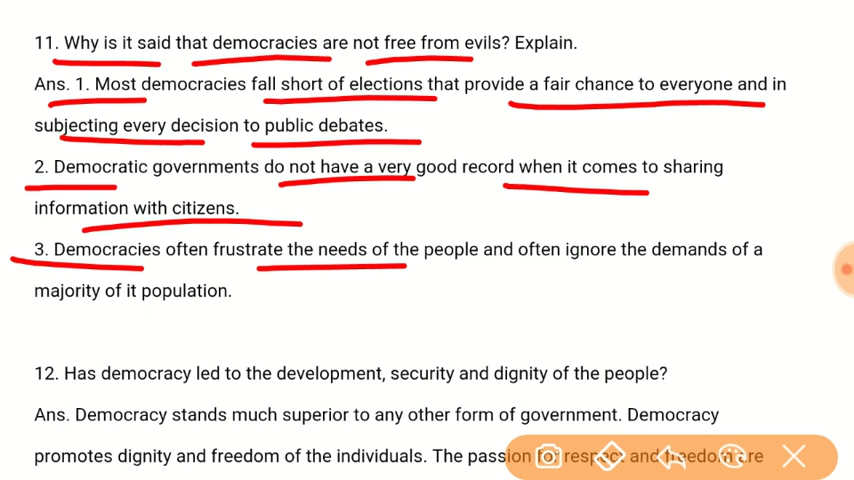 11. Why is it said that democracies are not free from evils? Explain.
Ans. 1. Most democracies fall short of elections that provide a fair chance to everyone and in
subjecting every decision to public debates.
2. Democratic governments do not have a very good record when it comes to sharing
information with citizens.
3. Democracies often frustrate the needs of the people and often ignore the demands of a
majority of it population.
12. Has democracy led to the development, security and dignity of the people?
Ans. Democracy stands much superior to any other form of government. Democracy
promotes dignity and freedom of the individuals. The passion for respect and freedom are